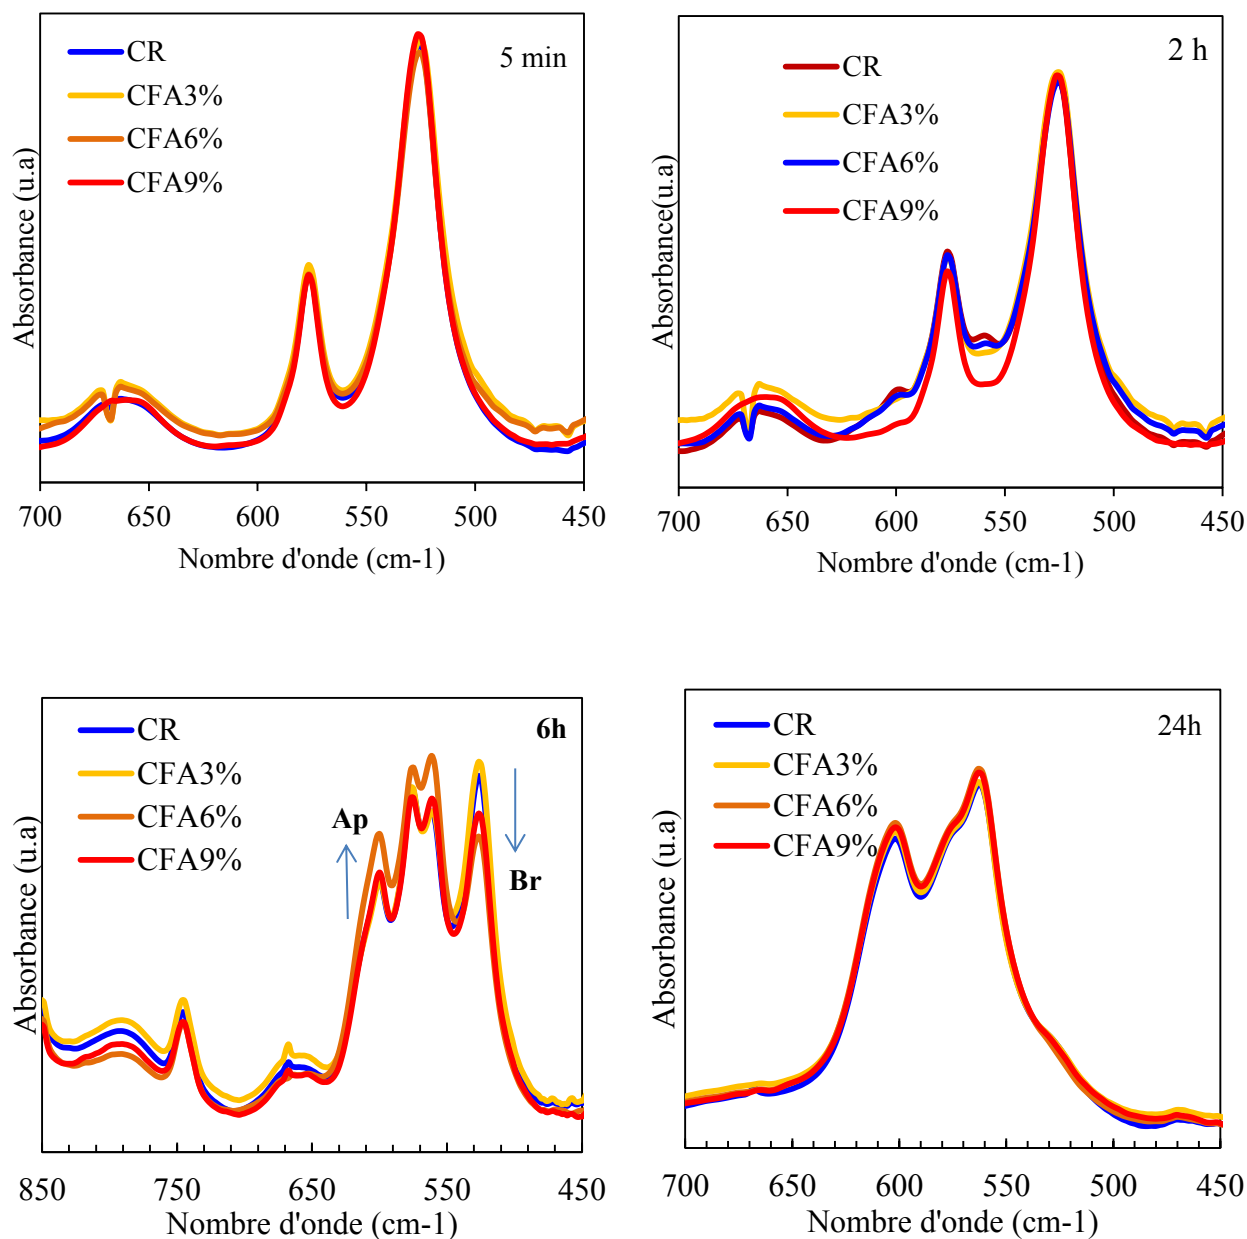 CR
CFA3%
CFA6%
CFA9%
5 min
Absorbance (u.a)
700 650 600 550 500 450
Nombre d'onde (cm-1)
CR
CFA3%
CFA6%
CFA9%
2 h
Absorbance(u.a)
700 650 600 550 500 450
Nombre d'onde (cm-1)
CR
CFA3%
CFA6%
CFA9%
6h
Ap
Br
Absorbance (u.a)
850 750 650 550 450
Nombre d'onde (cm-1)
CR
CFA3%
CFA6%
CFA9%
24h
Absorbance (u.a)
700 600 500
Nombre d'onde (cm-1)